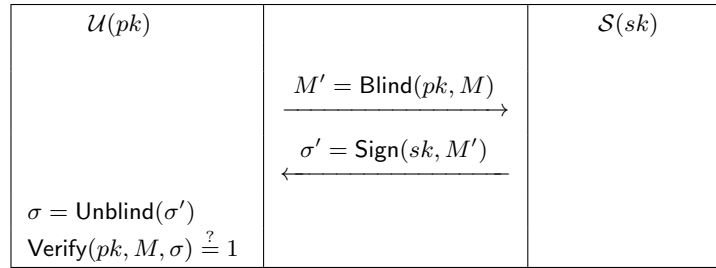 𝒰(pk) 𝒮(sk)
M′ = Blind(pk, M)
σ′ = Sign(sk, M′)
σ = Unblind(σ′)
Verify(pk, M, σ) ≟ 1